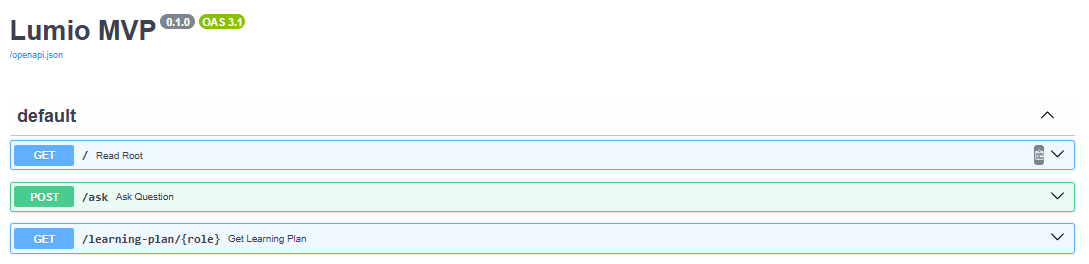 Lumio MVP 0.1.0 OAS 3.1
/openapi.json
default
GET / Read Root
POST /ask Ask Question
GET /learning-plan/{role} Get Learning Plan